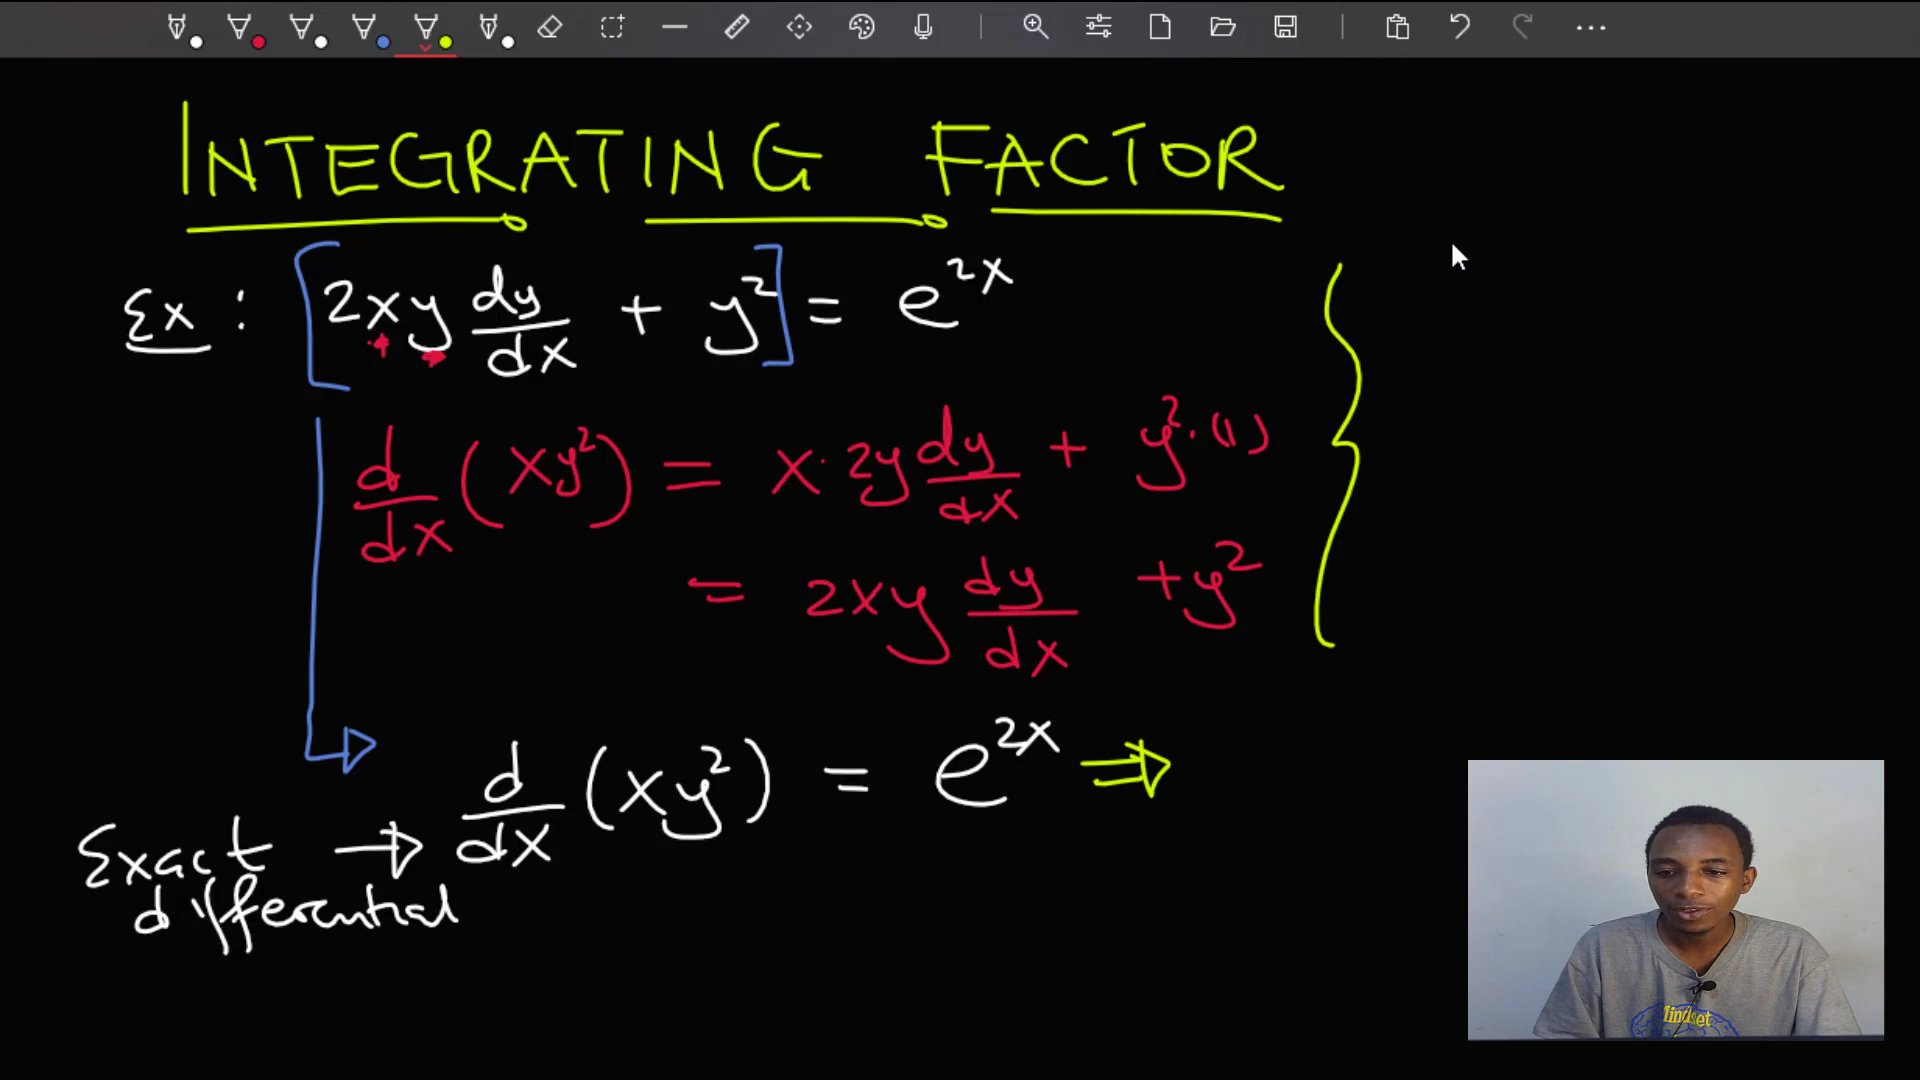 INTEGRATING FACTOR
Ex : [2xy dy/dx + y²] = e^{2x}
d/dx (xy²) = x · 2y dy/dx + y² · (1)
= 2xy dy/dx + y²
d/dx (xy²) = e^{2x} ⇒
Exact →
differential
Mindset